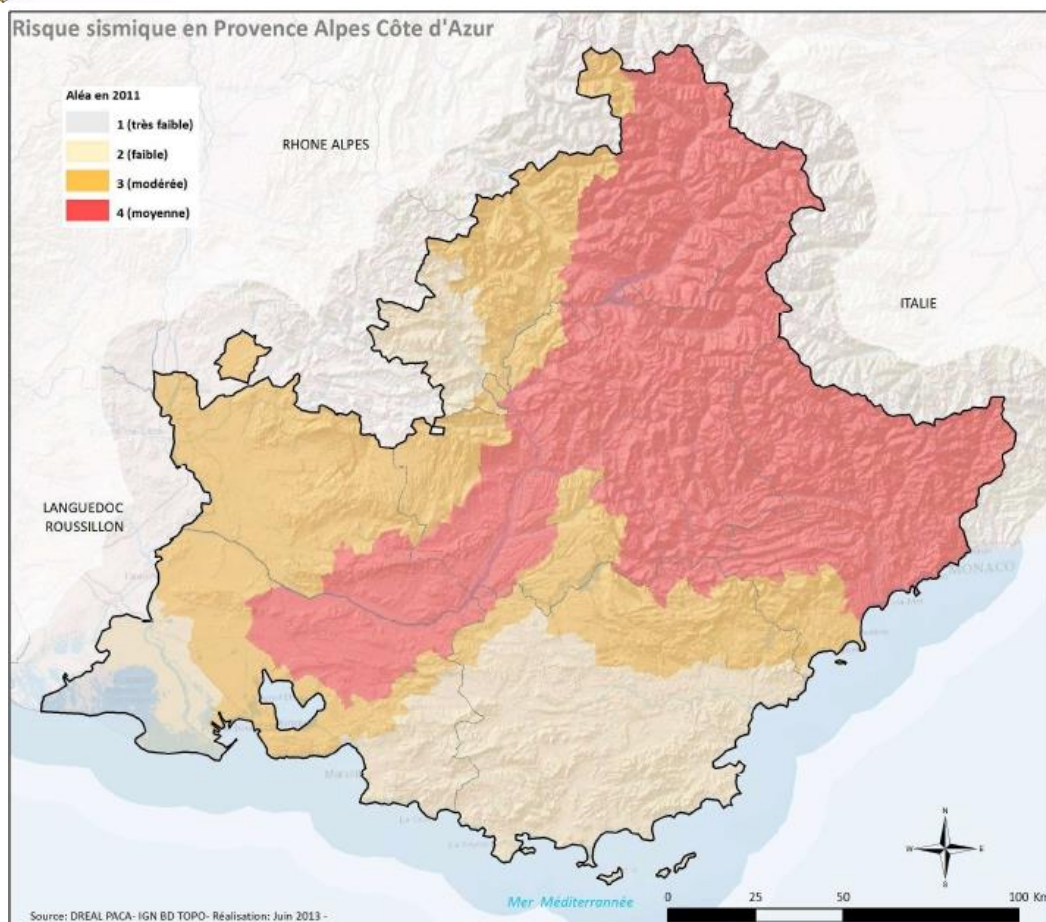 Risque sismique en Provence Alpes Côte d'Azur
Aléa en 2011
1 (très faible)
2 (faible)
3 (modérée)
4 (moyenne)
RHONE ALPES
ITALIE
LANGUEDOC
ROUSSILLON
MONACO
N
W
E
S
Mer Méditerrannée
0
25
50
100 Km
Source: DREAL PACA- IGN BD TOPO- Réalisation: Juin 2013 -